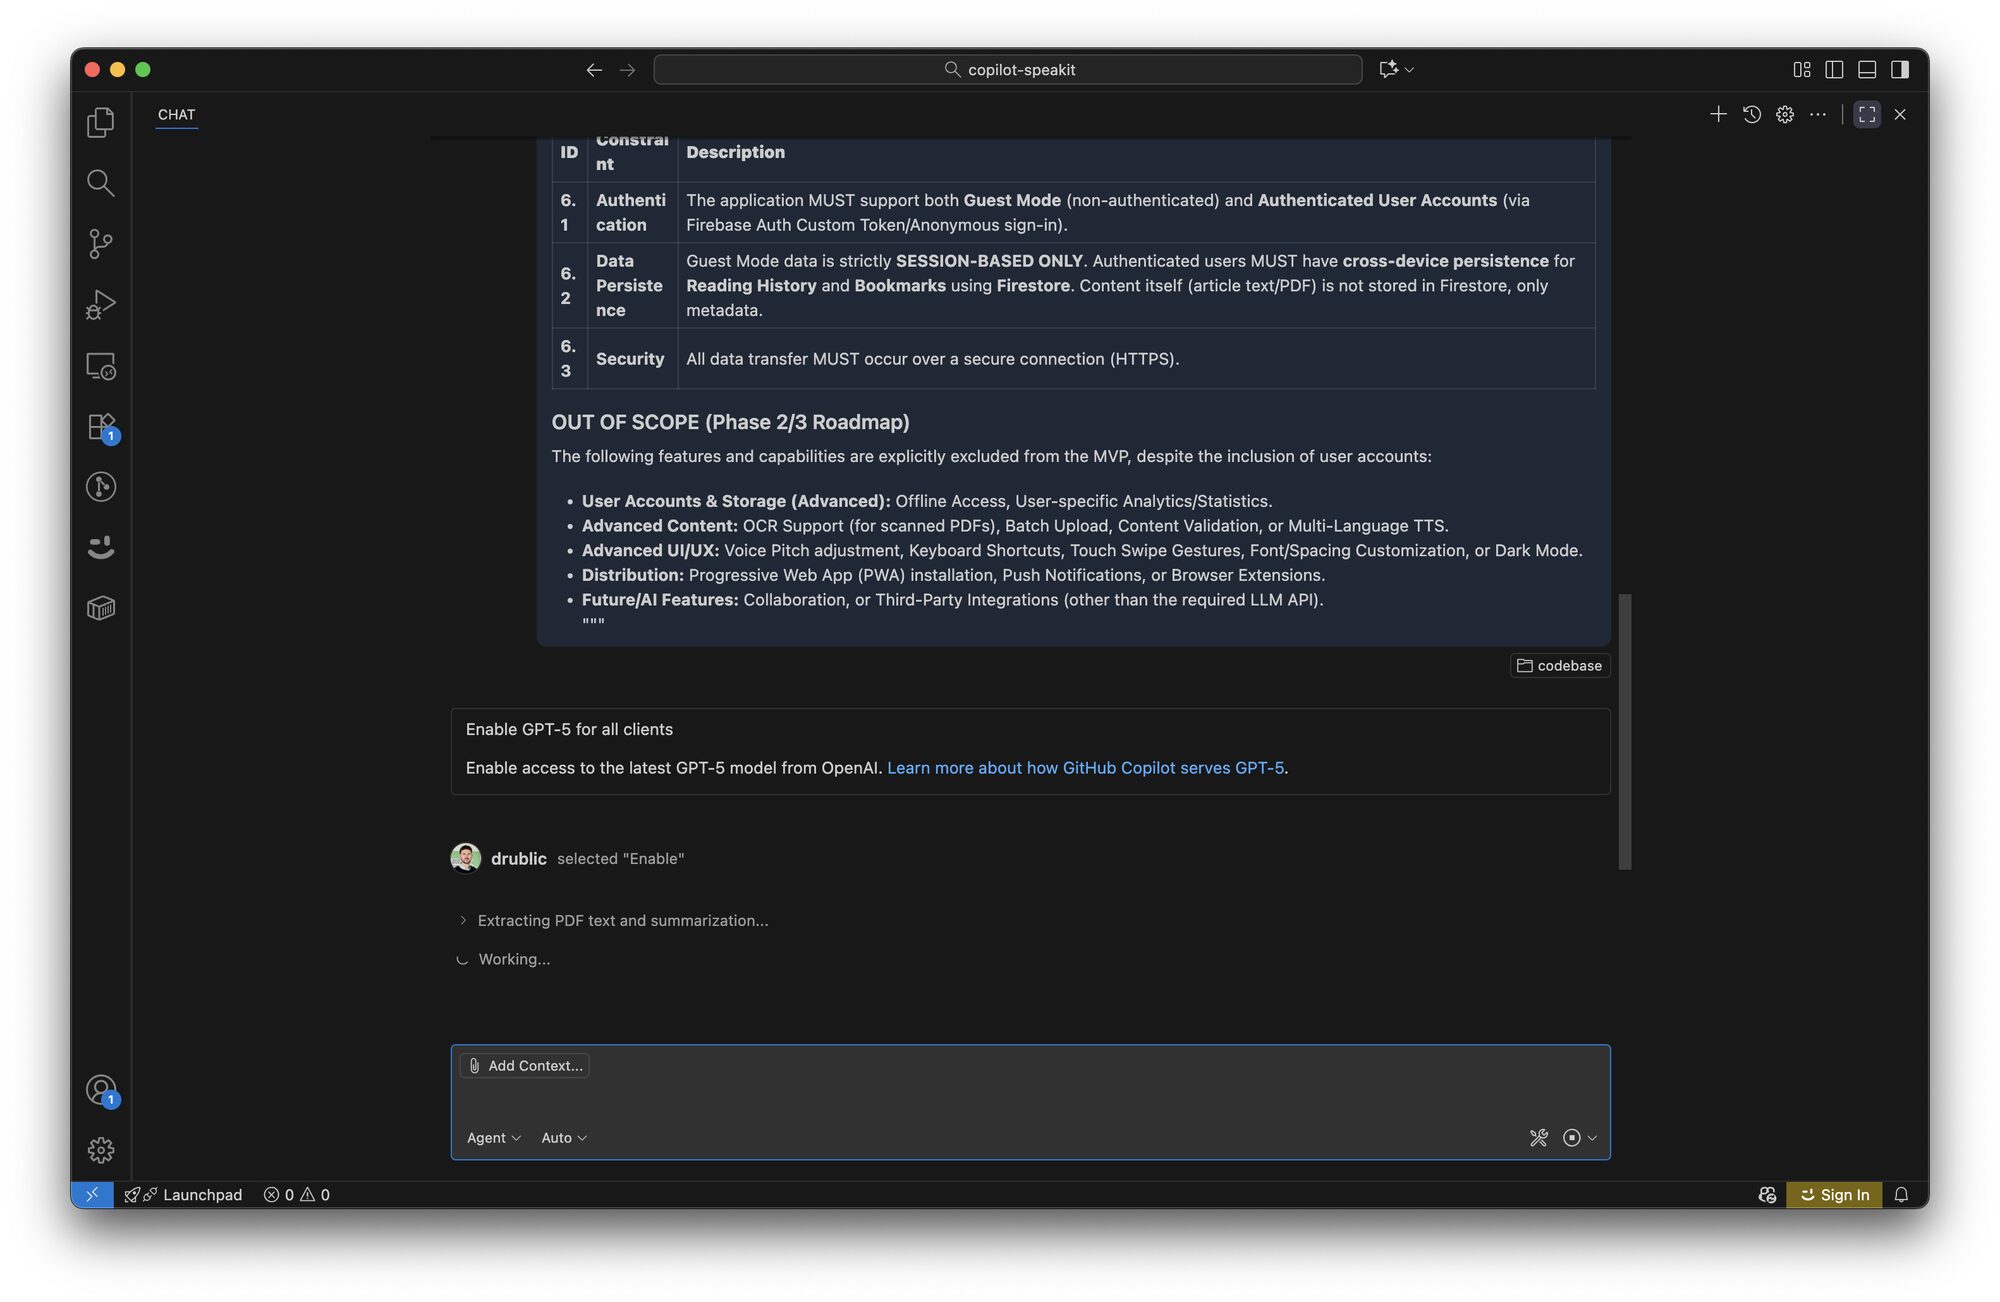 copilot-speakit
CHAT
ID
Constrai
nt
Description
6.
1
Authenti
cation
The application MUST support both Guest Mode (non-authenticated) and Authenticated User Accounts (via
Firebase Auth Custom Token/Anonymous sign-in).
6.
2
Data
Persiste
nce
Guest Mode data is strictly SESSION-BASED ONLY. Authenticated users MUST have cross-device persistence for
Reading History and Bookmarks using Firestore. Content itself (article text/PDF) is not stored in Firestore, only
metadata.
6.
3
Security
All data transfer MUST occur over a secure connection (HTTPS).
OUT OF SCOPE (Phase 2/3 Roadmap)
The following features and capabilities are explicitly excluded from the MVP, despite the inclusion of user accounts:
• User Accounts & Storage (Advanced): Offline Access, User-specific Analytics/Statistics.
• Advanced Content: OCR Support (for scanned PDFs), Batch Upload, Content Validation, or Multi-Language TTS.
• Advanced UI/UX: Voice Pitch adjustment, Keyboard Shortcuts, Touch Swipe Gestures, Font/Spacing Customization, or Dark Mode.
• Distribution: Progressive Web App (PWA) installation, Push Notifications, or Browser Extensions.
• Future/AI Features: Collaboration, or Third-Party Integrations (other than the required LLM API).
"""
codebase
Enable GPT-5 for all clients
Enable access to the latest GPT-5 model from OpenAI. Learn more about how GitHub Copilot serves GPT-5.
drublic selected "Enable"
Extracting PDF text and summarization...
Working...
Add Context...
Agent Auto
1
1
Launchpad 0 0
Sign In